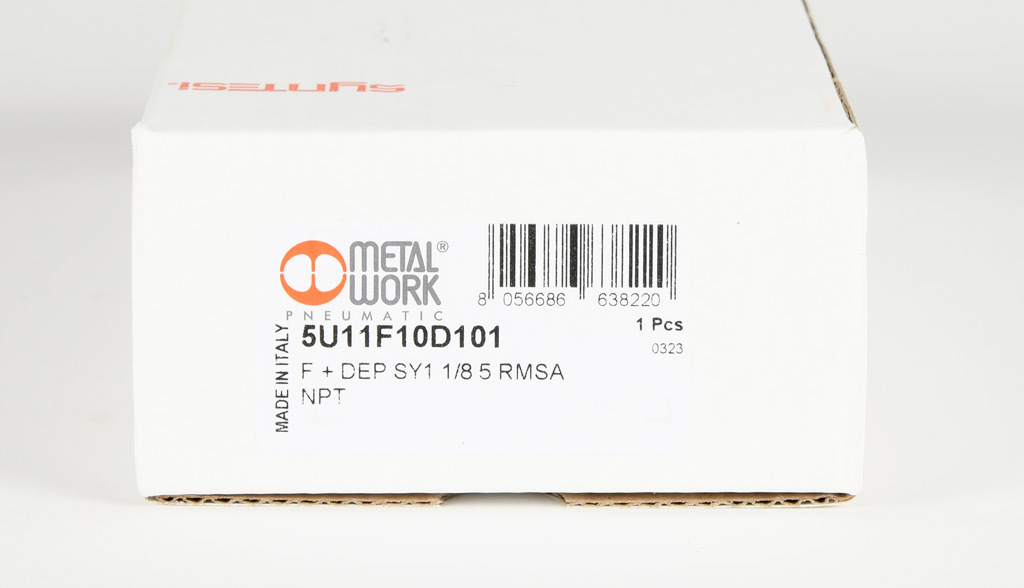 SYNTESI
METAL®
WORK
PNEUMATIC
8 056686 638220
MADE IN ITALY
5U11F10D101
1 Pcs
0323
F + DEP SY1 1/8 5 RMSA
NPT